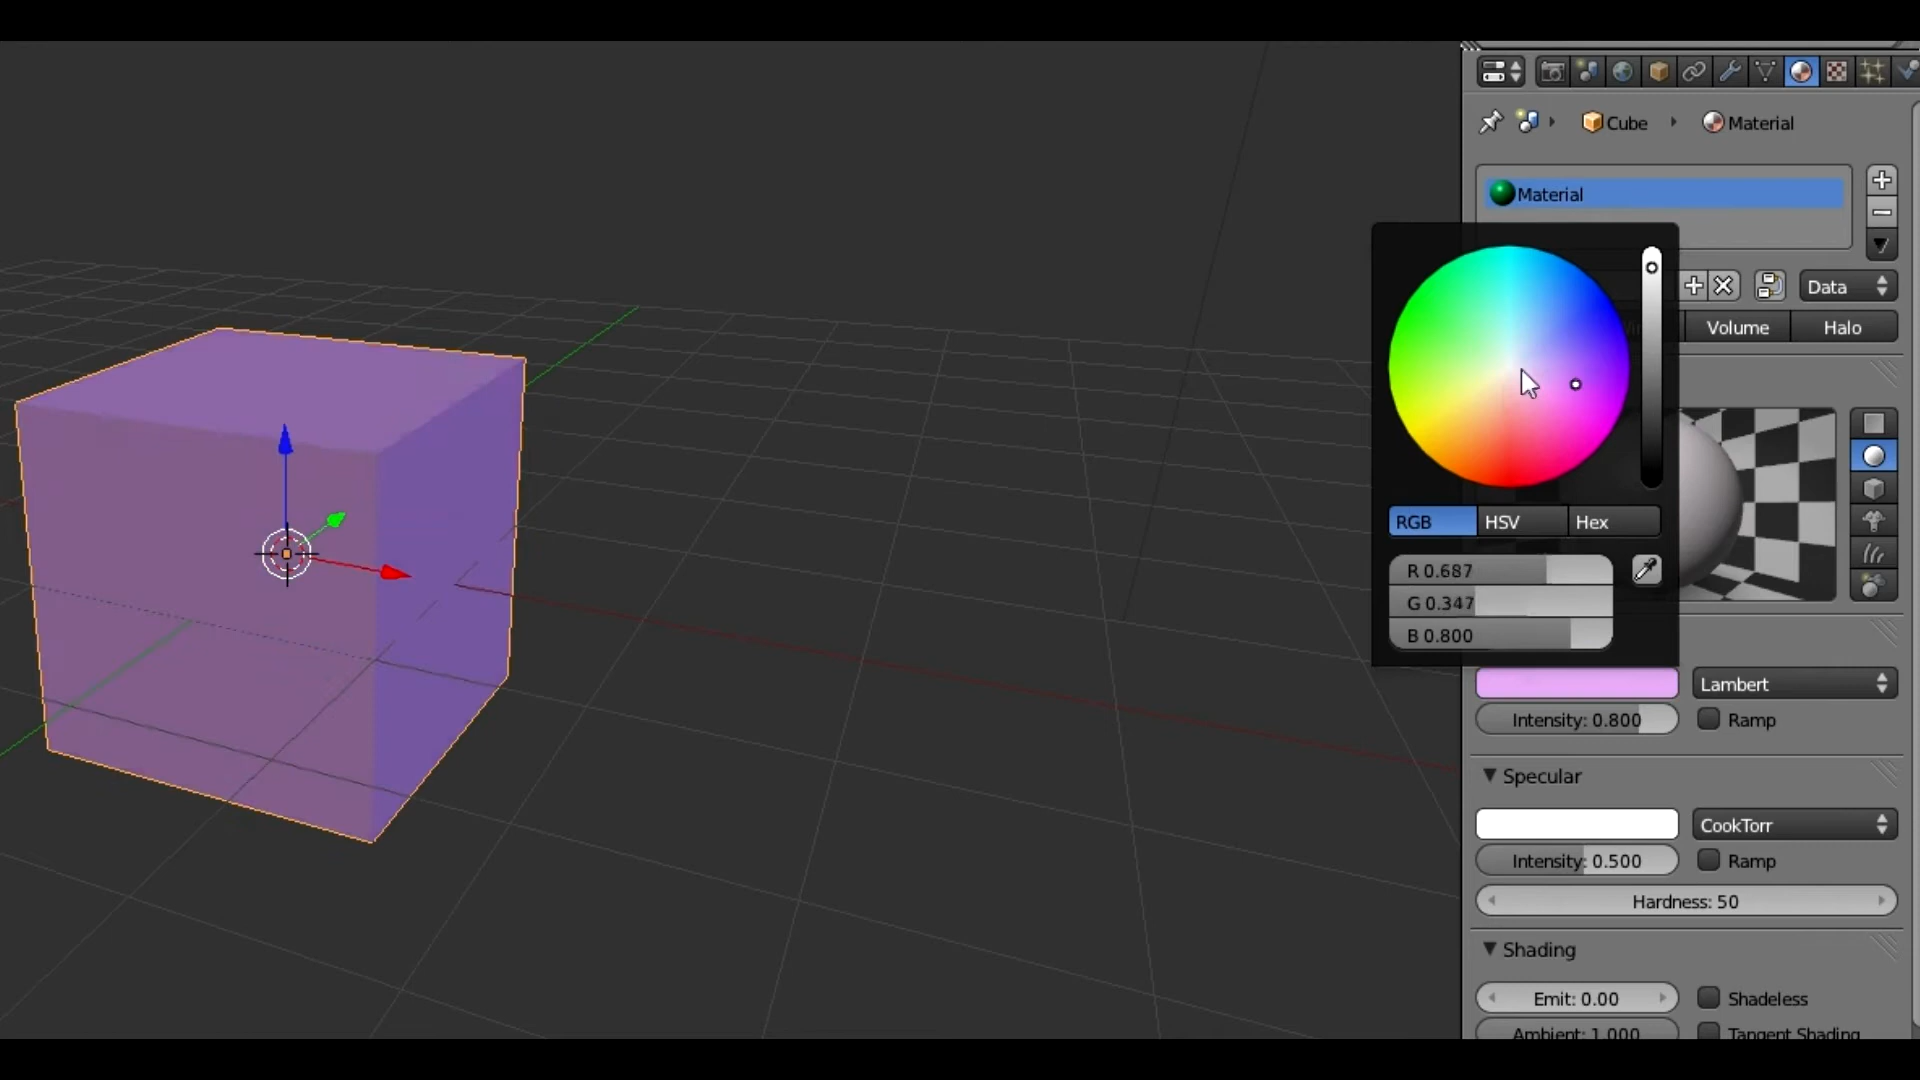 Cube
Material
Material
Data
Volume
Halo
RGB
HSV
Hex
R 0.687
G 0.347
B 0.800
Lambert
Intensity: 0.800
Ramp
Specular
CookTorr
Intensity: 0.500
Ramp
Hardness: 50
Shading
Emit: 0.00
Shadeless
Ambient: 1.000
Tangent Shading